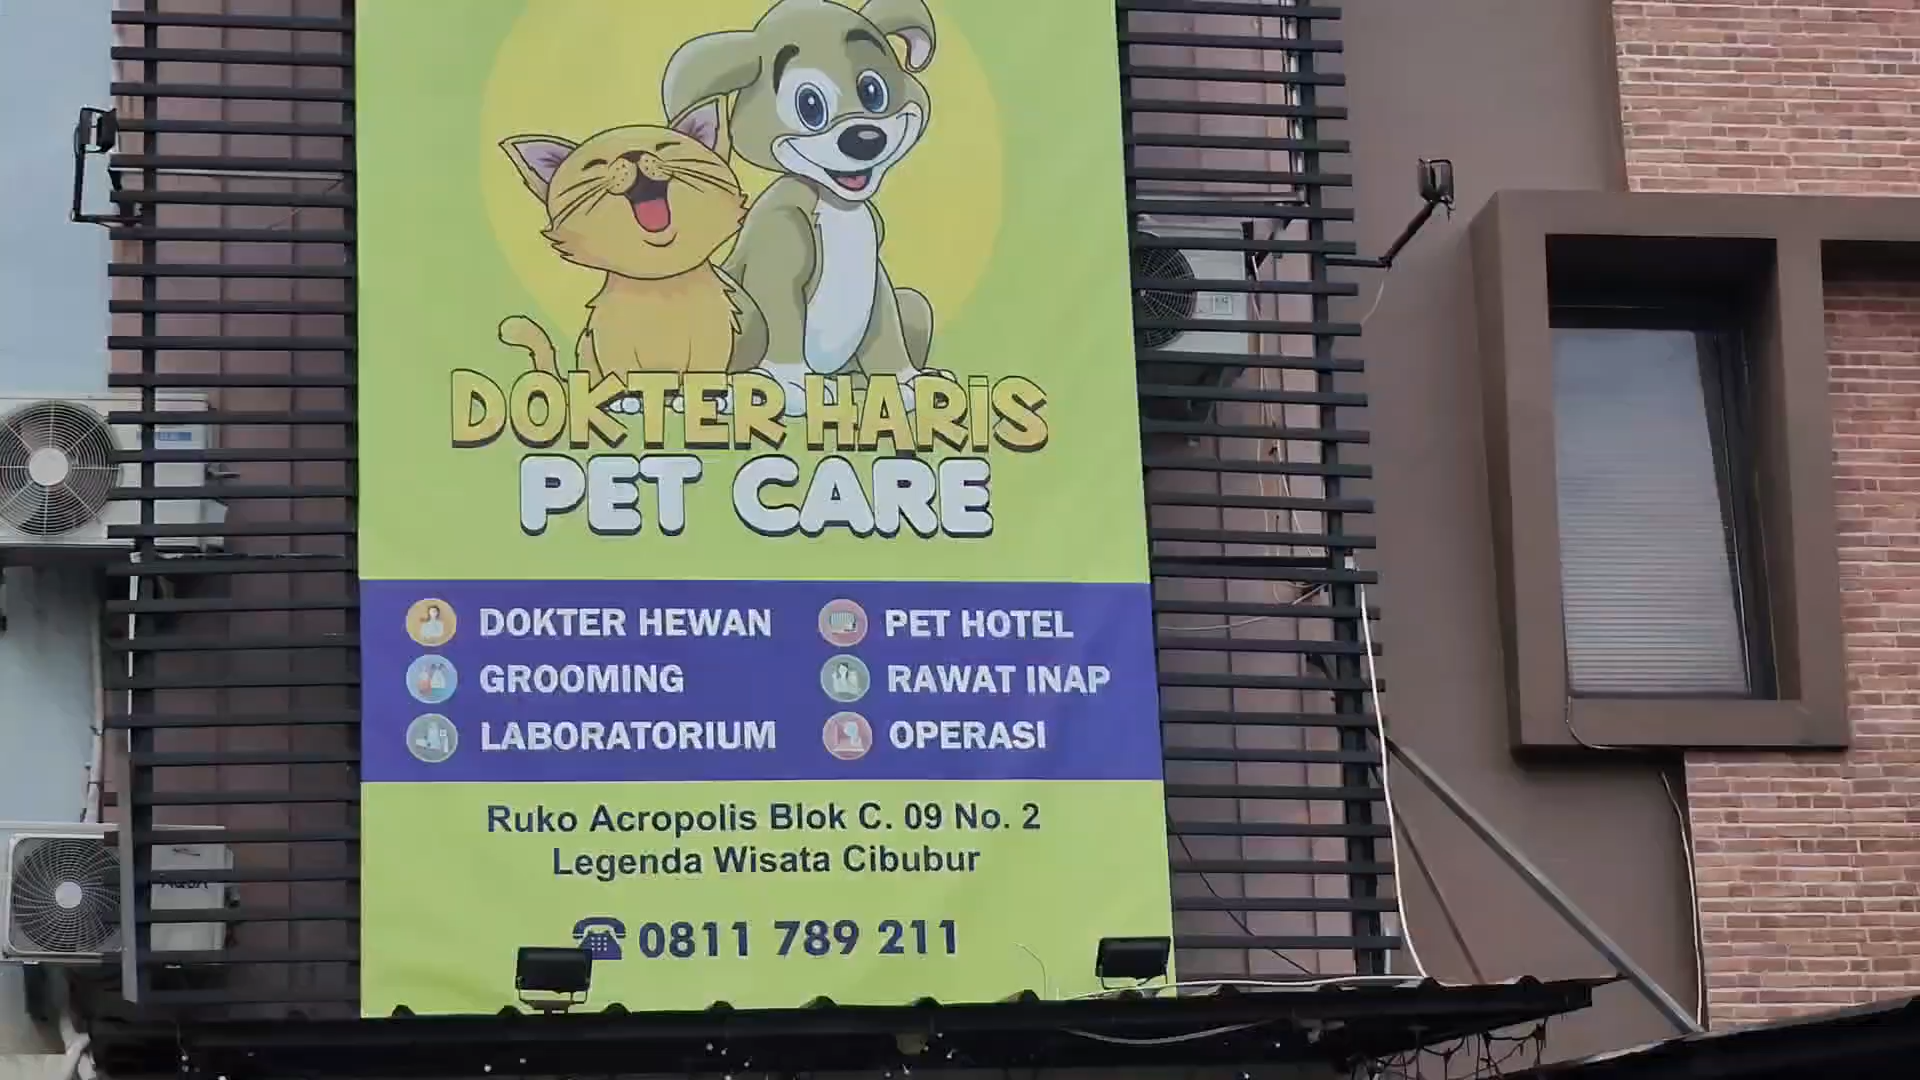 DOKTER HARIS
PET CARE
DOKTER HEWAN
PET HOTEL
GROOMING
RAWAT INAP
LABORATORIUM
OPERASI
Ruko Acropolis Blok C. 09 No. 2
Legenda Wisata Cibubur
0811 789 211